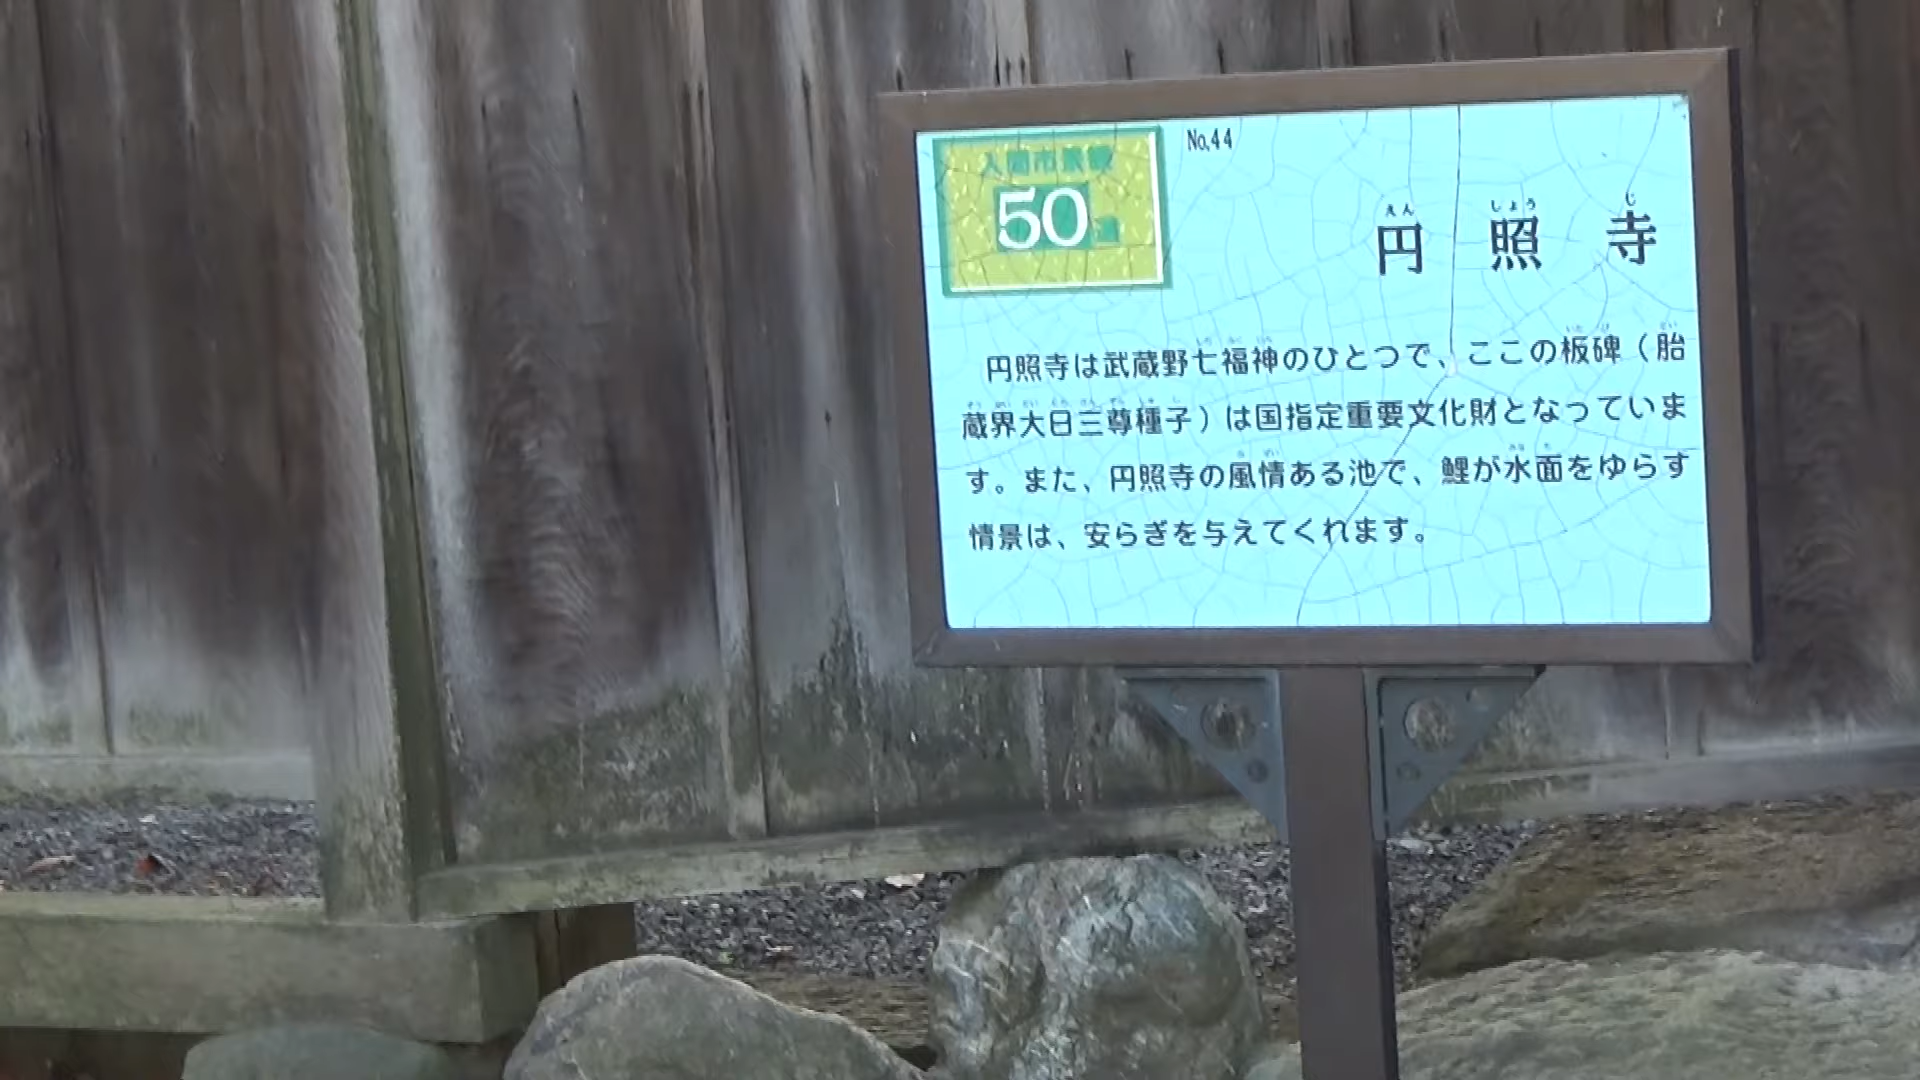 入間市景観
50選
No.44
えん しょう じ
円照寺
円照寺は武蔵野七福神のひとつで、ここの板碑（胎
蔵界大日三尊種子）は国指定重要文化財となっていま
す。また、円照寺の風情ある池で、鯉が水面をゆらす
情景は、安らぎを与えてくれます。